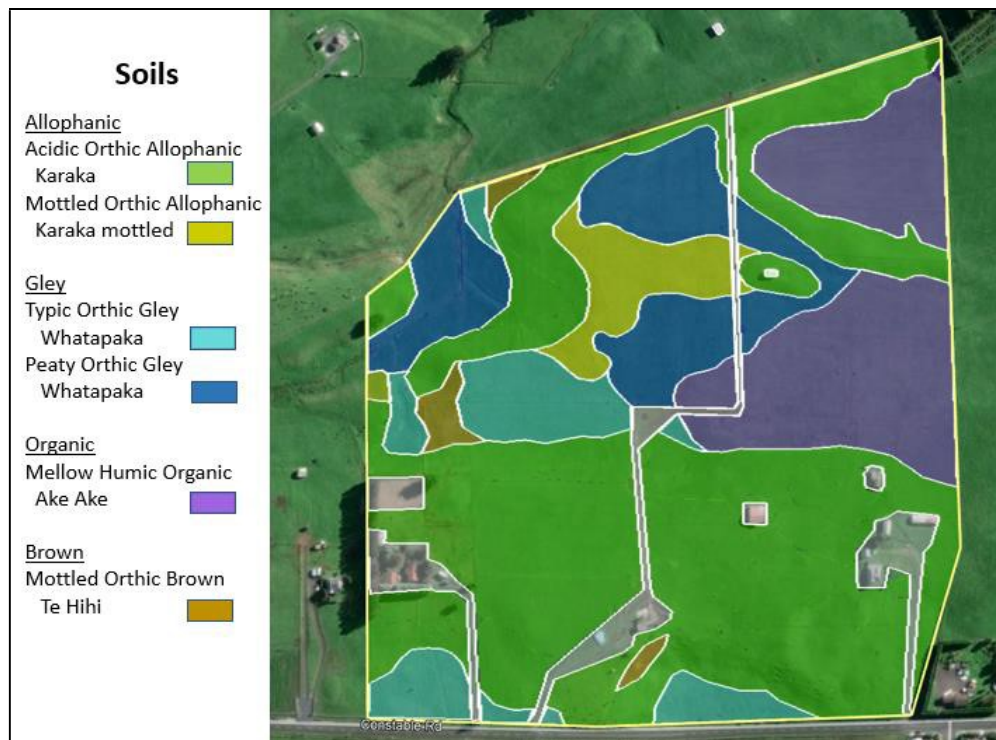 Soils
Allophanic
Acidic Orthic Allophanic
Karaka
Mottled Orthic Allophanic
Karaka mottled
Gley
Typic Orthic Gley
Whatapaka
Peaty Orthic Gley
Whatapaka
Organic
Mellow Humic Organic
Ake Ake
Brown
Mottled Orthic Brown
Te Hihi
Constable Rd